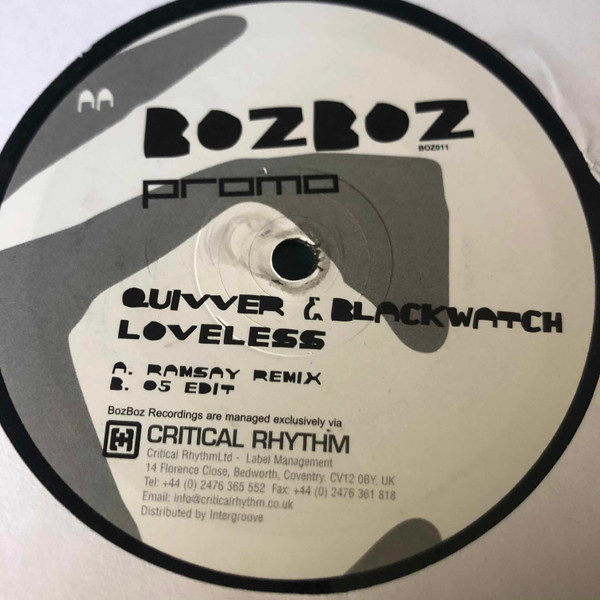 AA
BOZBOZ
BOZ011
promo
QUIVVER & BLACKWATCH
LOVELESS
A. RAMSAY REMIX
B. 05 EDIT
BozBoz Recordings are managed exclusively via
CRITICAL RHYTHM
Critical RhythmLtd - Label Management
14 Florence Close, Bedworth, Coventry, CV12 0BY, UK
Tel: +44 (0) 2476 365 552 Fax: +44 (0) 2476 361 818
Email: info@criticalrhythm.co.uk
Distributed by Intergroove